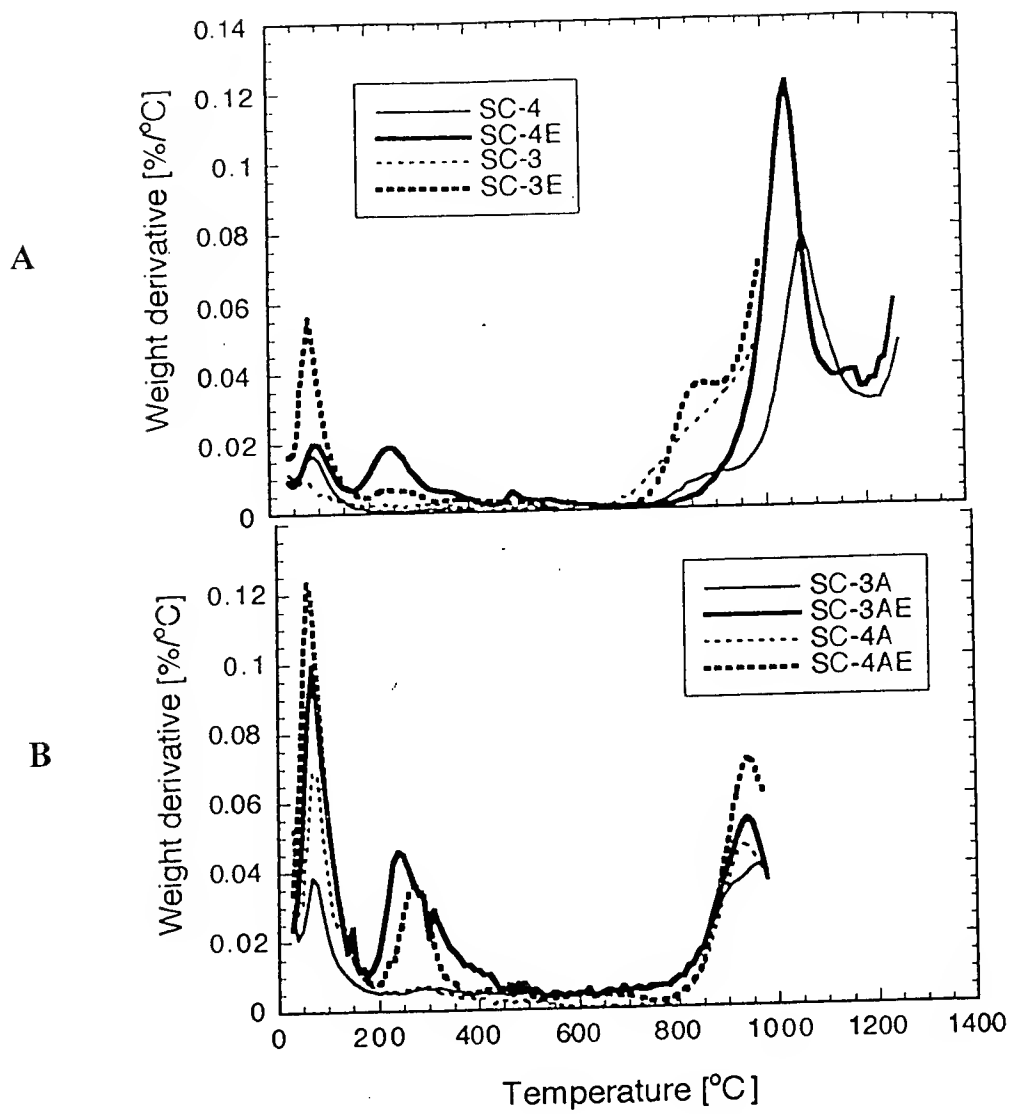 A
Weight derivative [%/°C]
0.14
0.12
0.1
0.08
0.06
0.04
0.02
0
SC-4
SC-4E
SC-3
SC-3E
B
Weight derivative [%/°C]
0.12
0.1
0.08
0.06
0.04
0.02
0
SC-3A
SC-3AE
SC-4A
SC-4AE
0 200 400 600 800 1000 1200 1400
Temperature [°C]